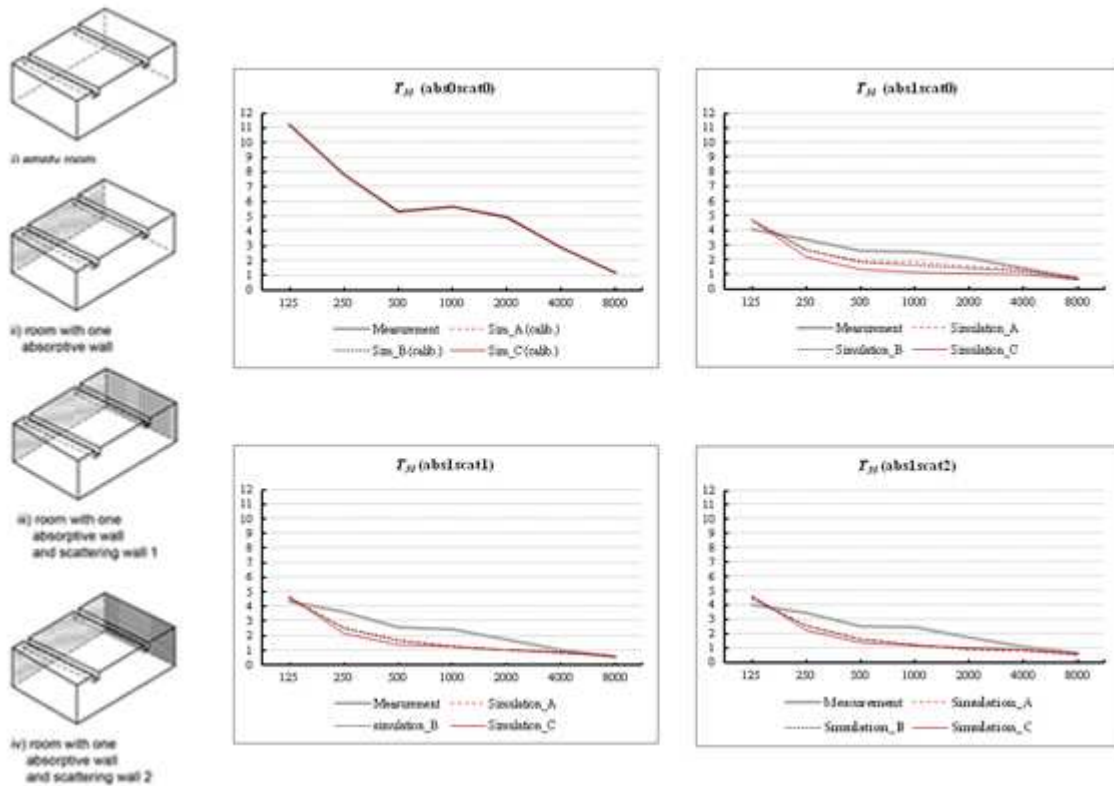 i) empty room
ii) room with one
absorptive wall
iii) room with one
absorptive wall
and scattering wall 1
iv) room with one
absorptive wall
and scattering wall 2
T30 (abs0scat0)
12
11
10
9
8
7
6
5
4
3
2
1
0
125 250 500 1000 2000 4000 8000
Measurement Sim_A (calib.)
Sim_B (calib.) Sim_C (calib.)
T30 (abs1scat0)
12
11
10
9
8
7
6
5
4
3
2
1
0
125 250 500 1000 2000 4000 8000
Measurement Simulation_A
Simulation_B Simulation_C
T30 (abs1scat1)
12
11
10
9
8
7
6
5
4
3
2
1
0
125 250 500 1000 2000 4000 8000
Measurement Simulation_A
simulation_B Simulation_C
T30 (abs1scat2)
12
11
10
9
8
7
6
5
4
3
2
1
0
125 250 500 1000 2000 4000 8000
Measurement Simulation_A
Simulation_B Simulation_C